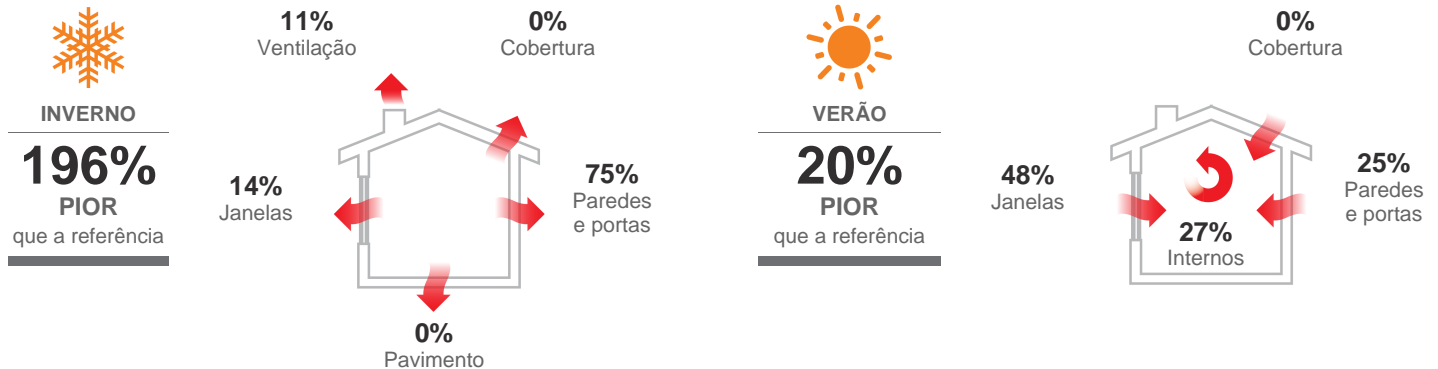 INVERNO
196%
PIOR
que a referência
11%
Ventilação
0%
Cobertura
14%
Janelas
75%
Paredes
e portas
0%
Pavimento
VERÃO
20%
PIOR
que a referência
0%
Cobertura
48%
Janelas
25%
Paredes
e portas
27%
Internos